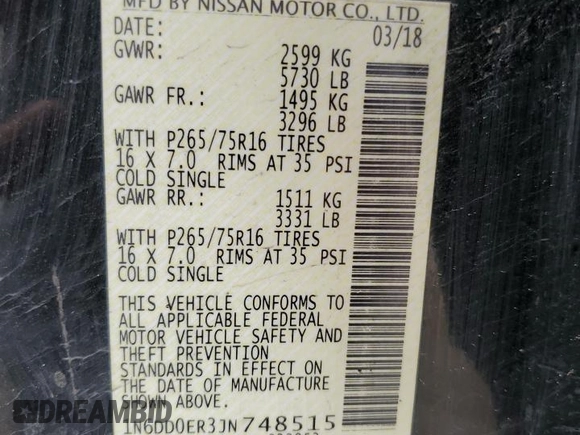 MFD BY NISSAN MOTOR CO., LTD.
DATE: 03/18
GVWR: 2599 KG
5730 LB
GAWR FR.: 1495 KG
3296 LB
WITH P265/75R16 TIRES
16 X 7.0 RIMS AT 35 PSI
COLD SINGLE
GAWR RR.: 1511 KG
3331 LB
WITH P265/75R16 TIRES
16 X 7.0 RIMS AT 35 PSI
COLD SINGLE
THIS VEHICLE CONFORMS TO
ALL APPLICABLE FEDERAL
MOTOR VEHICLE SAFETY AND
THEFT PREVENTION
STANDARDS IN EFFECT ON
THE DATE OF MANUFACTURE
SHOWN ABOVE.
1N6DD0ER3JN748515
DREAMBID